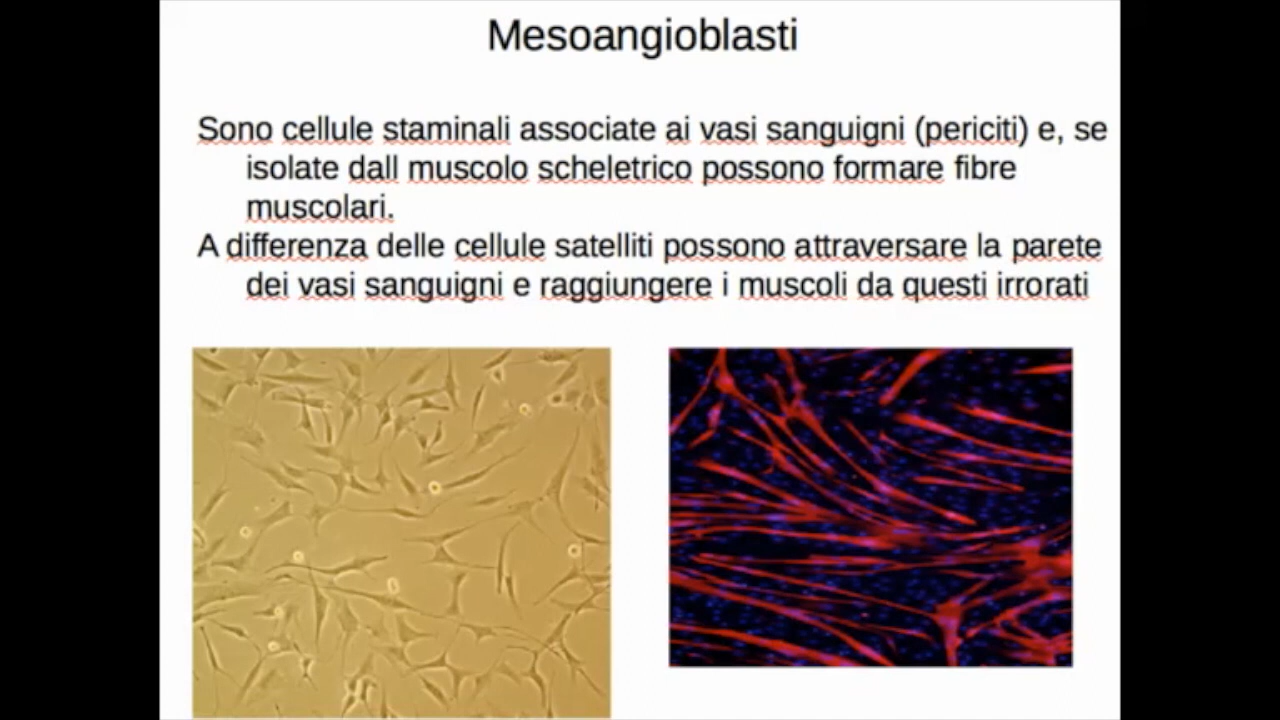 Mesoangioblasti
Sono cellule staminali associate ai vasi sanguigni (periciti) e, se
isolate dall muscolo scheletrico possono formare fibre
muscolari.
A differenza delle cellule satelliti possono attraversare la parete
dei vasi sanguigni e raggiungere i muscoli da questi irrorati